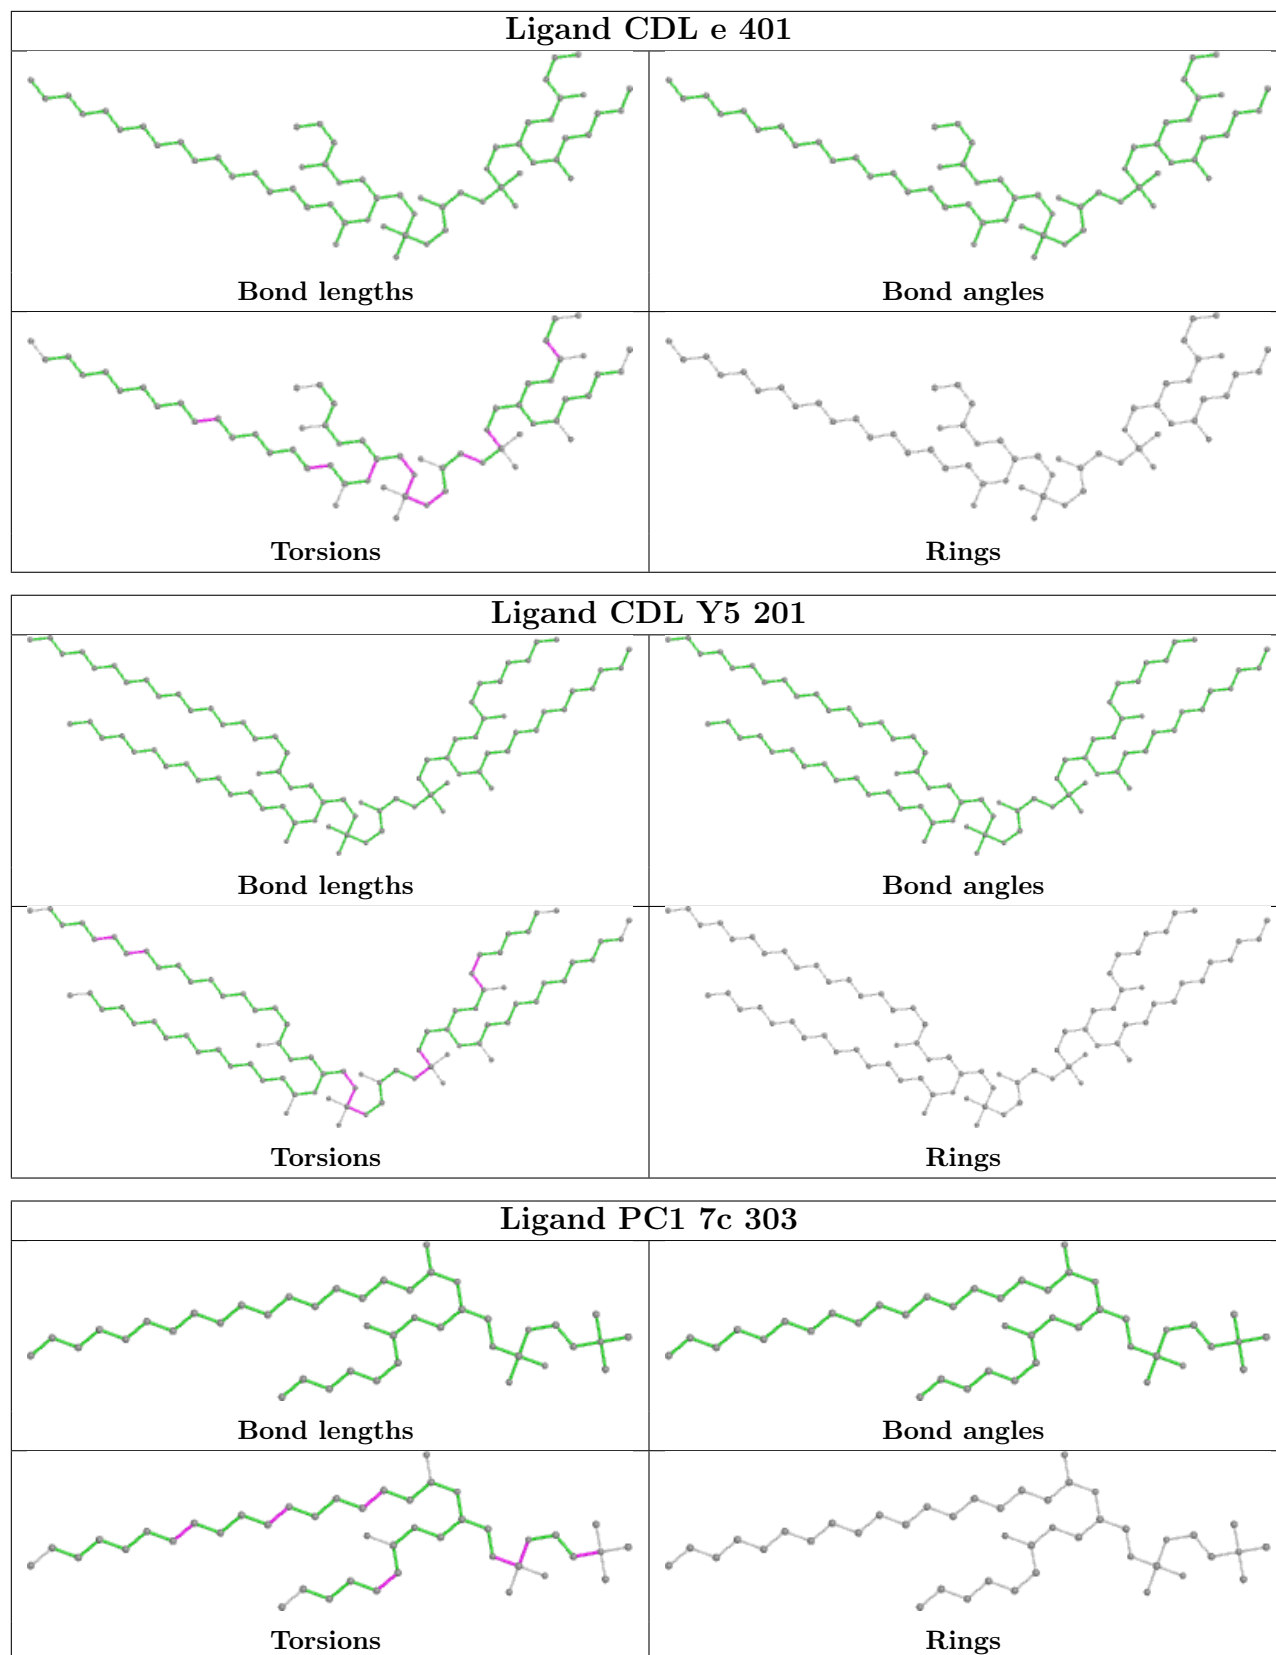 Ligand CDL e 401
Bond lengths
Bond angles
Torsions
Rings
Ligand CDL Y5 201
Bond lengths
Bond angles
Torsions
Rings
Ligand PC1 7c 303
Bond lengths
Bond angles
Torsions
Rings